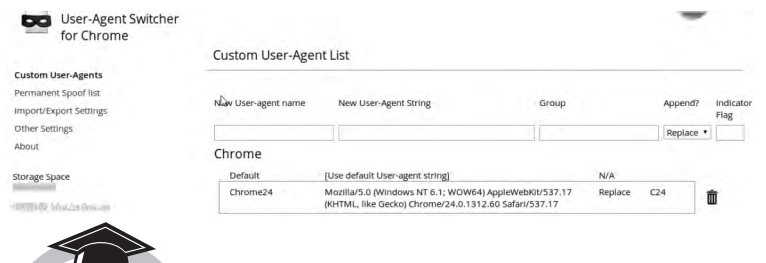 User-Agent Switcher
for Chrome
Custom User-Agent List
Custom User-Agents
Permanent Spoof list
Import/Export Settings
Other Settings
About
Storage Space
New User-agent name New User-Agent String Group Append? Indicator
Flag
Replace
Chrome
Default [Use default User-agent string] N/A
Chrome24 Mozilla/5.0 (Windows NT 6.1; WOW64) AppleWebKit/537.17 Replace C24
(KHTML, like Gecko) Chrome/24.0.1312.60 Safari/537.17